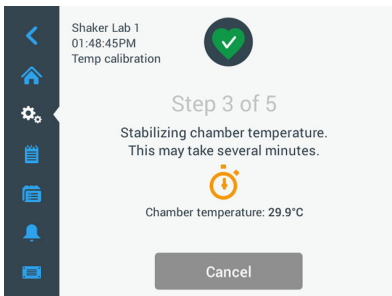 Shaker Lab 1
01:48:45PM
Temp calibration
Step 3 of 5
Stabilizing chamber temperature.
This may take several minutes.
Chamber temperature: 29.9°C
Cancel